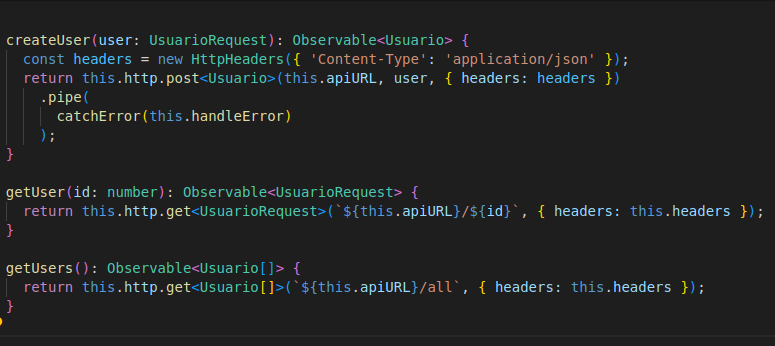 createUser(user: UsuarioRequest): Observable<Usuario> {
  const headers = new HttpHeaders({ 'Content-Type': 'application/json' });
  return this.http.post<Usuario>(this.apiURL, user, { headers: headers })
    .pipe(
      catchError(this.handleError)
    );
}

getUser(id: number): Observable<UsuarioRequest> {
  return this.http.get<UsuarioRequest>(`${this.apiURL}/${id}`, { headers: this.headers });
}

getUsers(): Observable<Usuario[]> {
  return this.http.get<Usuario[]>(`${this.apiURL}/all`, { headers: this.headers });
}